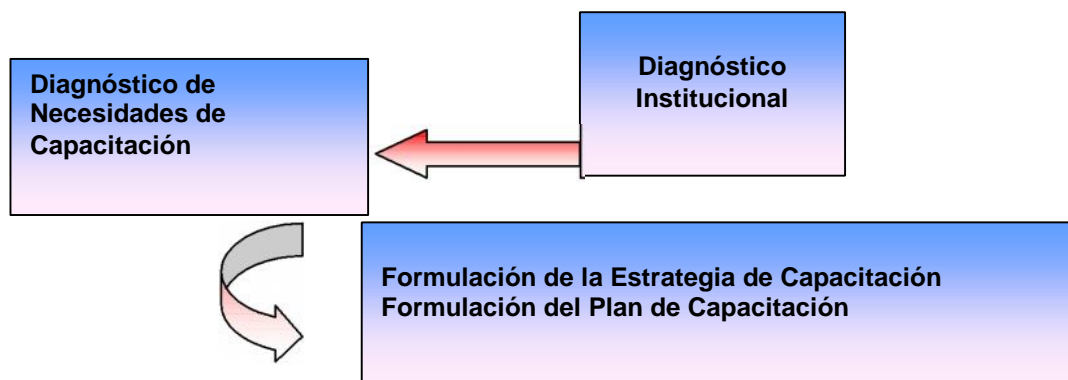 Diagnóstico
Institucional
Diagnóstico de
Necesidades de
Capacitación
Formulación de la Estrategia de Capacitación
Formulación del Plan de Capacitación